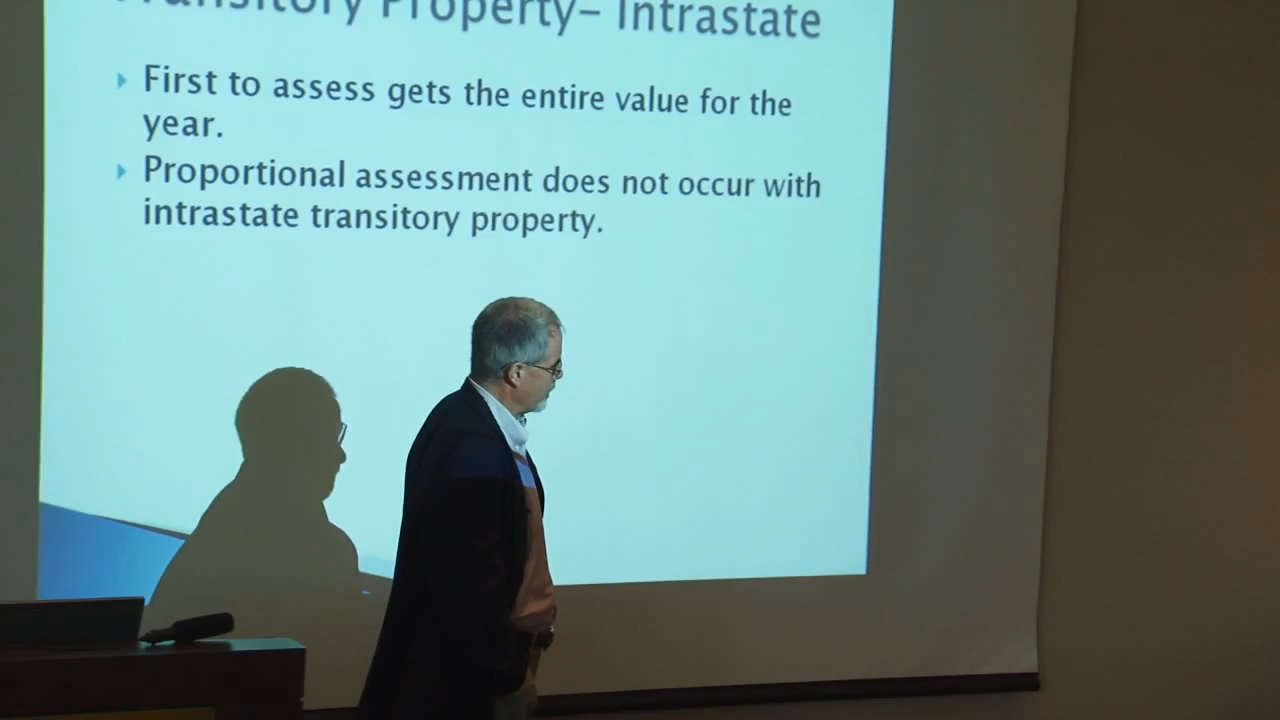 Transitory Property– Intrastate
First to assess gets the entire value for the
year.
Proportional assessment does not occur with
intrastate transitory property.